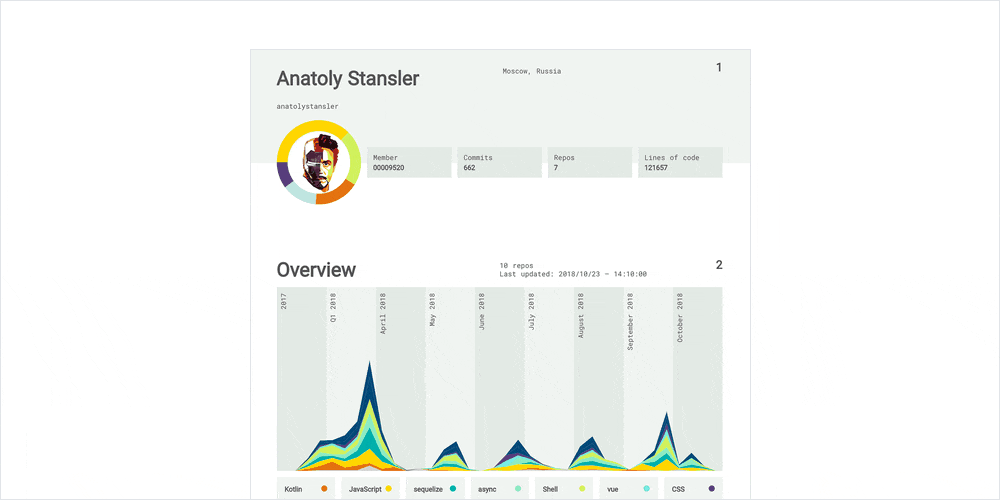 Anatoly Stansler
Moscow, Russia
1
anatolystansler
Member
00009520
Commits
662
Repos
7
Lines of code
121657
Overview
10 repos
Last updated: 2018/10/23 — 14:10:00
2
2017
Q1 2018
April 2018
May 2018
June 2018
July 2018
August 2018
September 2018
October 2018
Kotlin
JavaScript
sequelize
async
Shell
vue
CSS